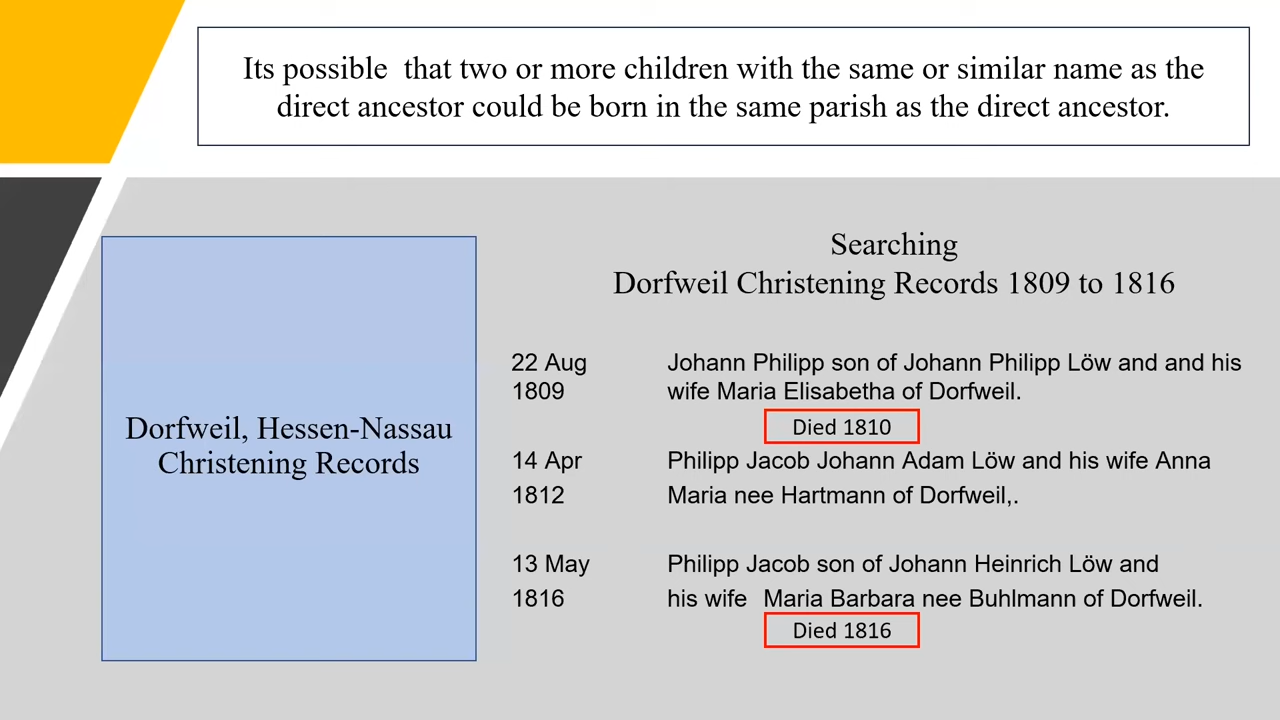 Its possible  that two or more children with the same or similar name as the
direct ancestor could be born in the same parish as the direct ancestor.
Dorfweil, Hessen-Nassau
Christening Records
Searching
Dorfweil Christening Records 1809 to 1816
22 Aug
1809
Johann Philipp son of Johann Philipp Löw and and his
wife Maria Elisabetha of Dorfweil.
Died 1810
14 Apr
1812
Philipp Jacob Johann Adam Löw and his wife Anna
Maria nee Hartmann of Dorfweil,.
13 May
1816
Philipp Jacob son of Johann Heinrich Löw and
his wife  Maria Barbara nee Buhlmann of Dorfweil.
Died 1816